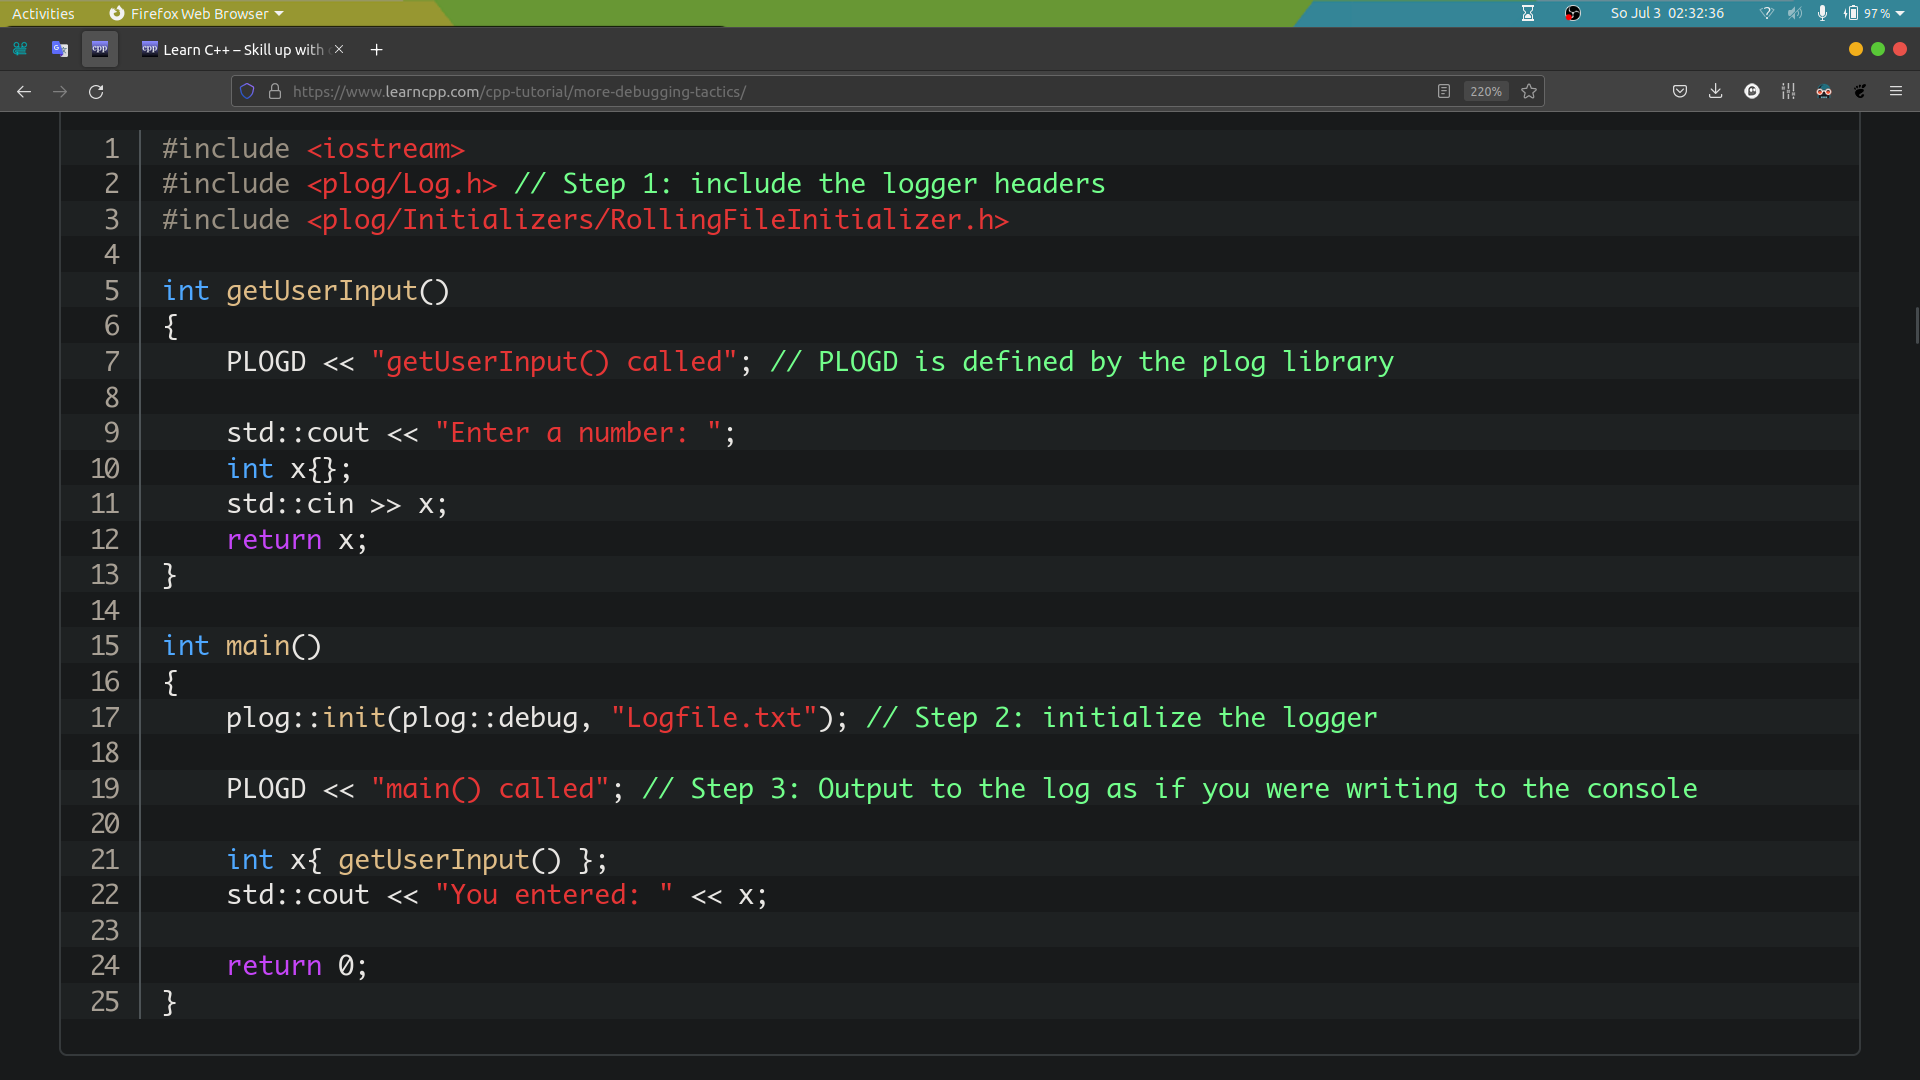 Activities
Firefox Web Browser
So Jul 3 02:32:36
97 %
Learn C++ – Skill up with
https://www.learncpp.com/cpp-tutorial/more-debugging-tactics/
220%
1 #include <iostream>
2 #include <plog/Log.h> // Step 1: include the logger headers
3 #include <plog/Initializers/RollingFileInitializer.h>
4
5 int getUserInput()
6 {
7     PLOGD << "getUserInput() called"; // PLOGD is defined by the plog library
8
9     std::cout << "Enter a number: ";
10     int x{};
11     std::cin >> x;
12     return x;
13 }
14
15 int main()
16 {
17     plog::init(plog::debug, "Logfile.txt"); // Step 2: initialize the logger
18
19     PLOGD << "main() called"; // Step 3: Output to the log as if you were writing to the console
20
21     int x{ getUserInput() };
22     std::cout << "You entered: " << x;
23
24     return 0;
25 }